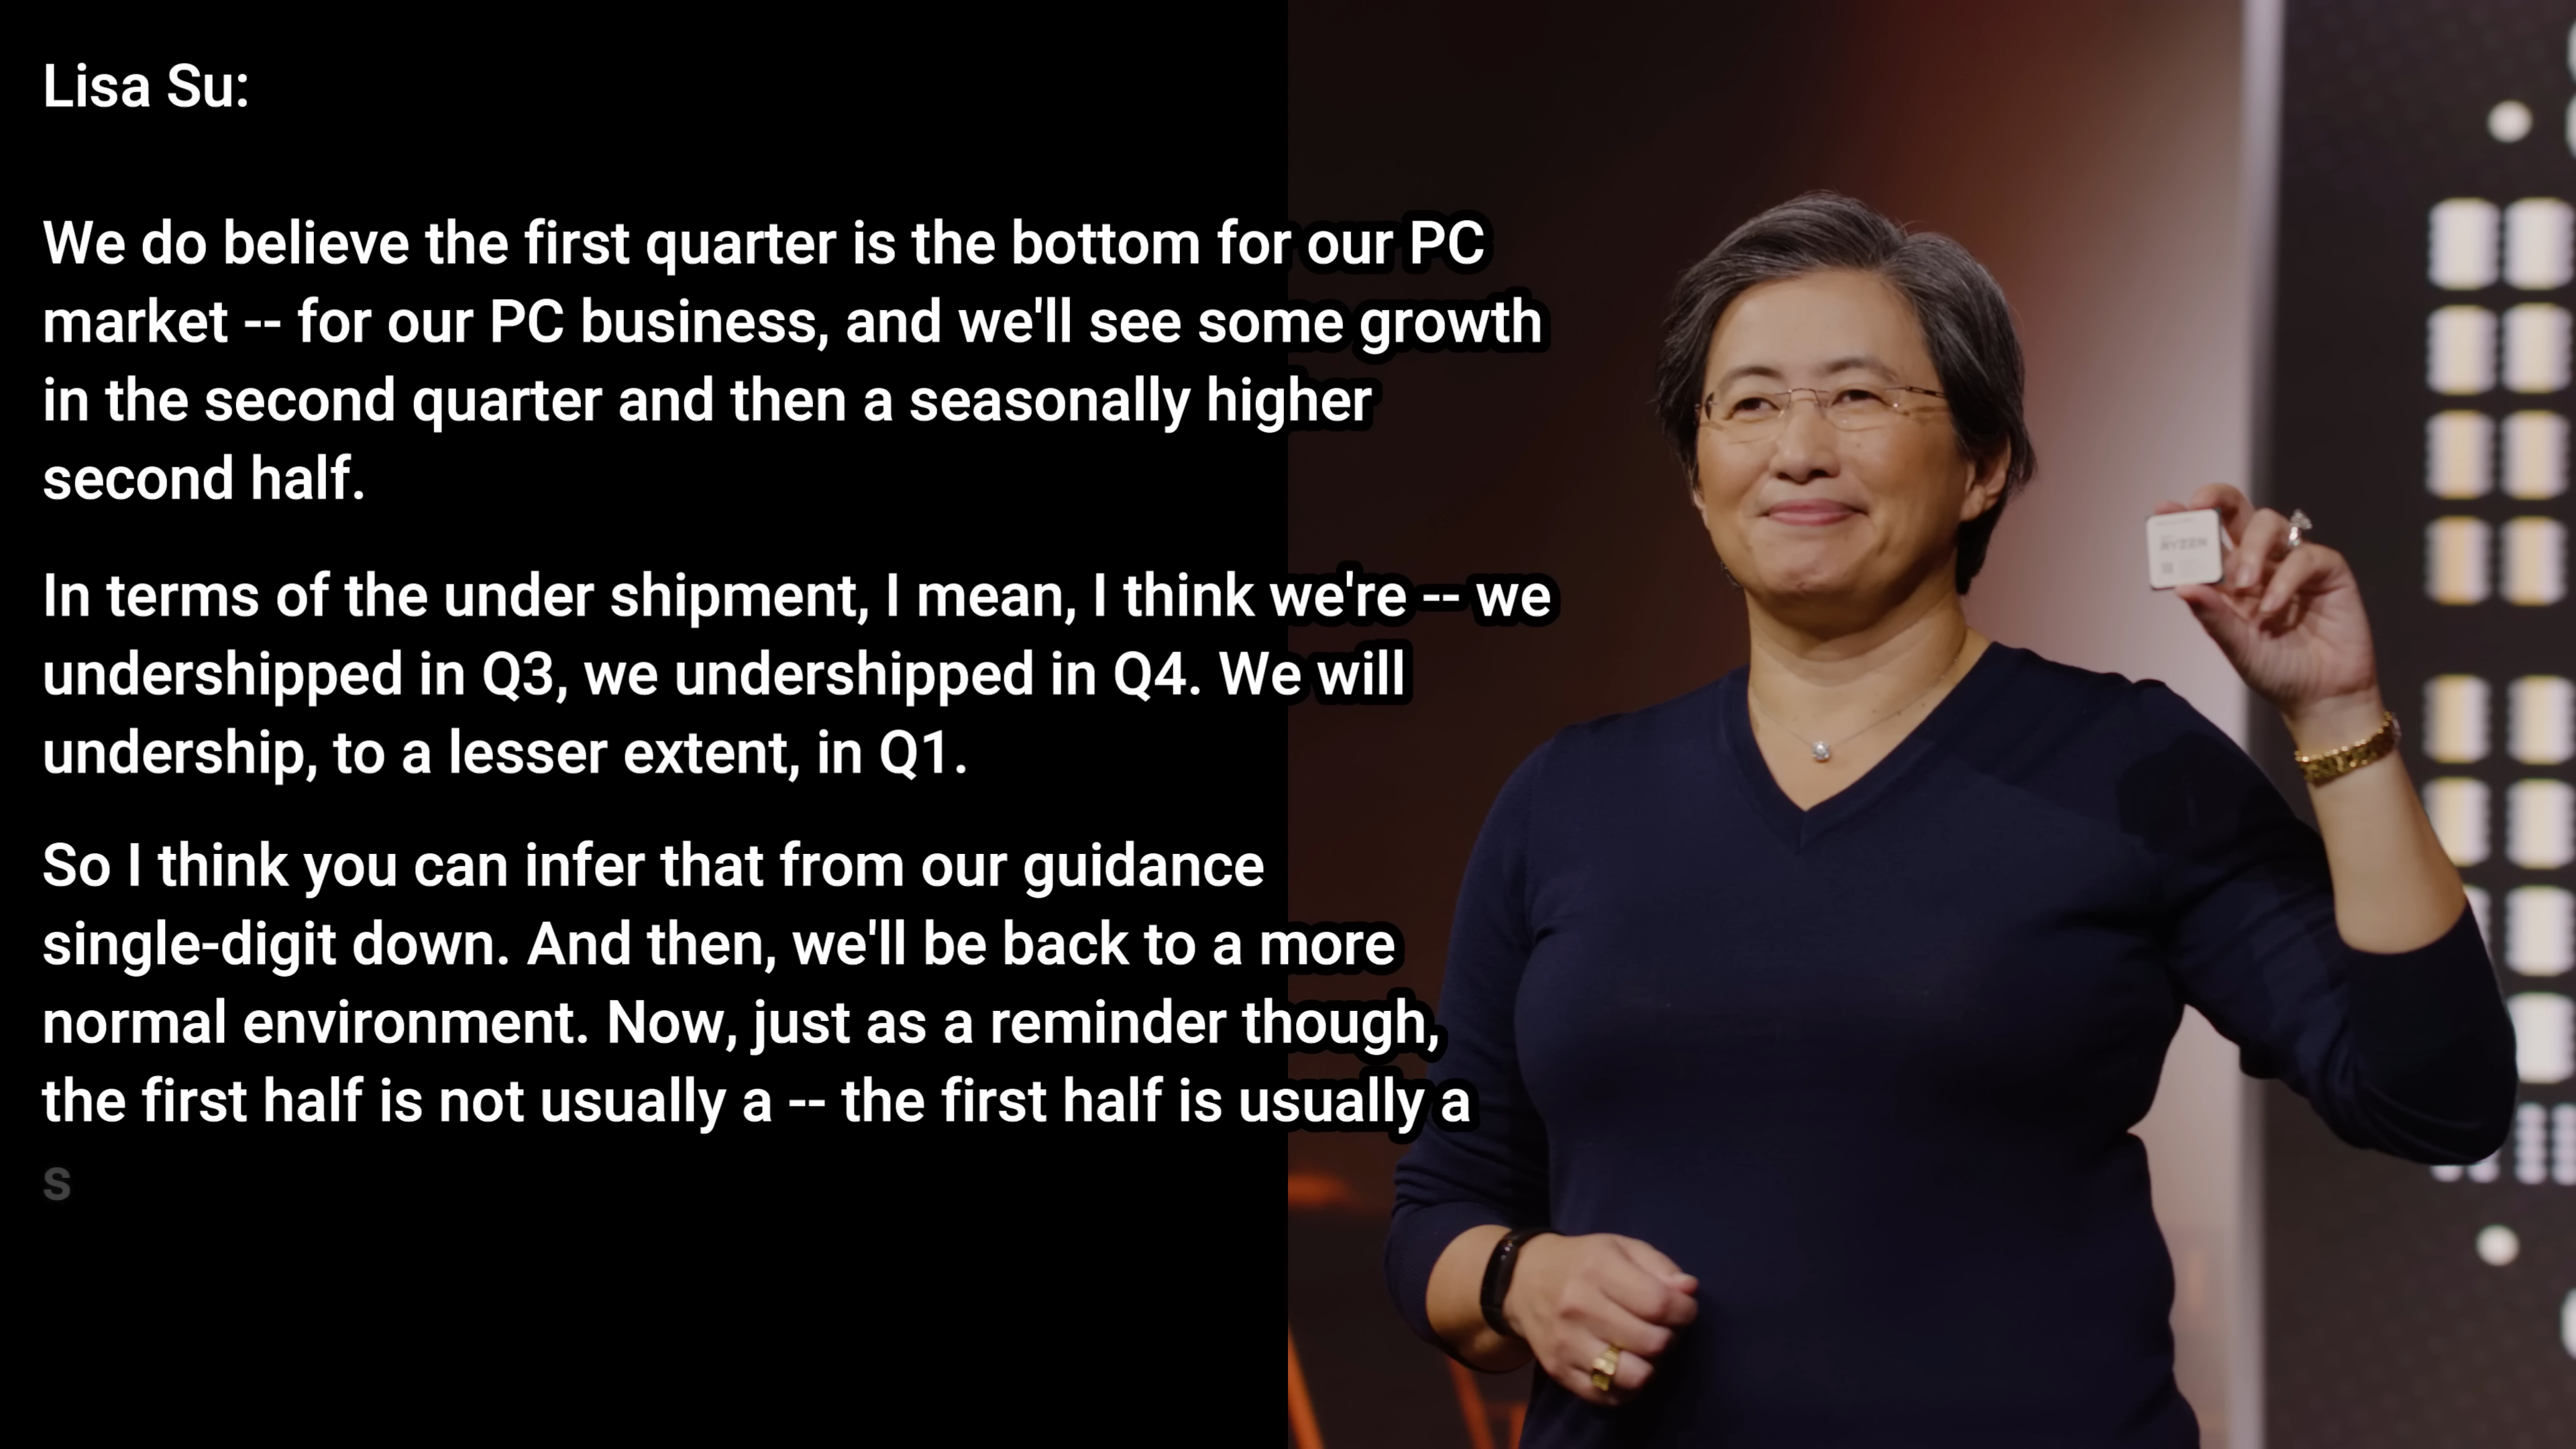 Lisa Su:
We do believe the first quarter is the bottom for our PC
market -- for our PC business, and we'll see some growth
in the second quarter and then a seasonally higher
second half.
In terms of the under shipment, I mean, I think we're -- we
undershipped in Q3, we undershipped in Q4. We will
undership, to a lesser extent, in Q1.
So I think you can infer that from our guidance
single-digit down. And then, we'll be back to a more
normal environment. Now, just as a reminder though,
the first half is not usually a -- the first half is usually a
s
RYZEN